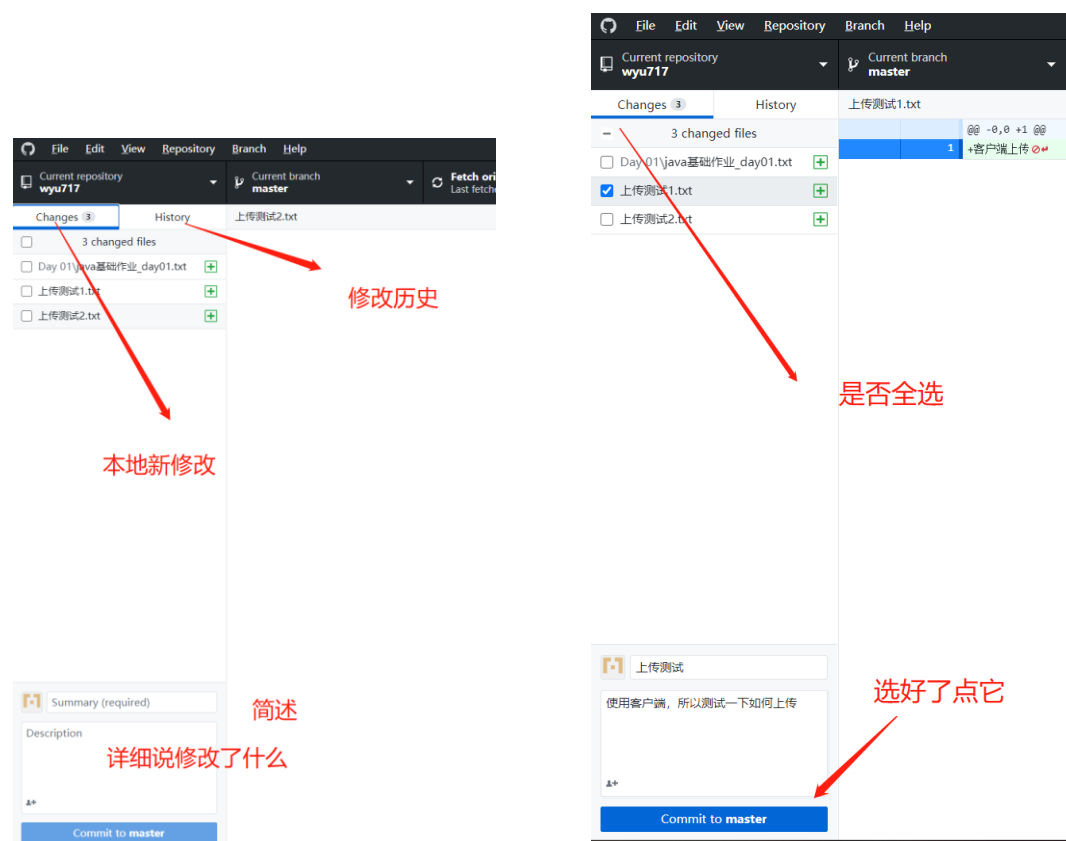 File Edit View Repository Branch Help
Current repository
wyu717
Current branch
master
Fetch ori
Last fetche
Changes 3 History
上传测试2.txt
3 changed files
Day 01\java基础作业_day01.txt
上传测试1.txt
上传测试2.txt
修改历史
本地新修改
Summary (required)
简述
Description
详细说修改了什么
Commit to master
File Edit View Repository Branch Help
Current repository
wyu717
Current branch
master
Changes 3 History
上传测试1.txt
3 changed files
@@ -0,0 +1 @@
1 +客户端上传
Day 01\java基础作业_day01.txt
上传测试1.txt
上传测试2.txt
是否全选
上传测试
使用客户端，所以测试一下如何上传
选好了点它
Commit to master